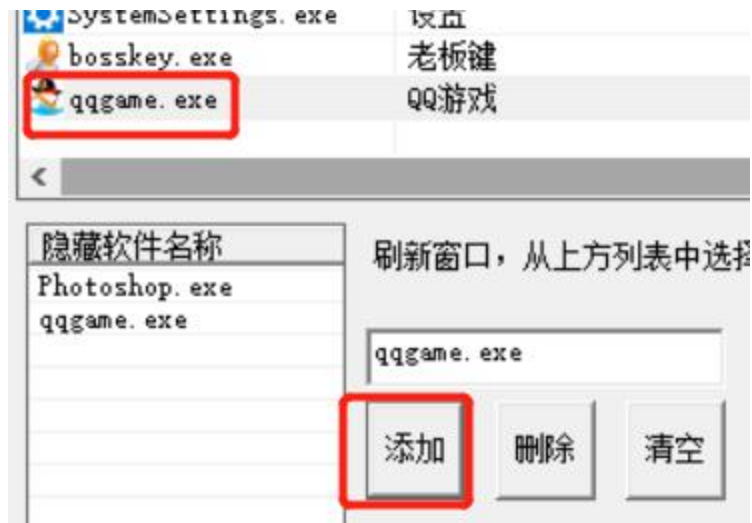 SystemSettings.exe 设置
bosskey.exe 老板键
qqgame.exe QQ游戏
隐藏软件名称
Photoshop.exe
qqgame.exe
刷新窗口，从上方列表中选择
qqgame.exe
添加 删除 清空